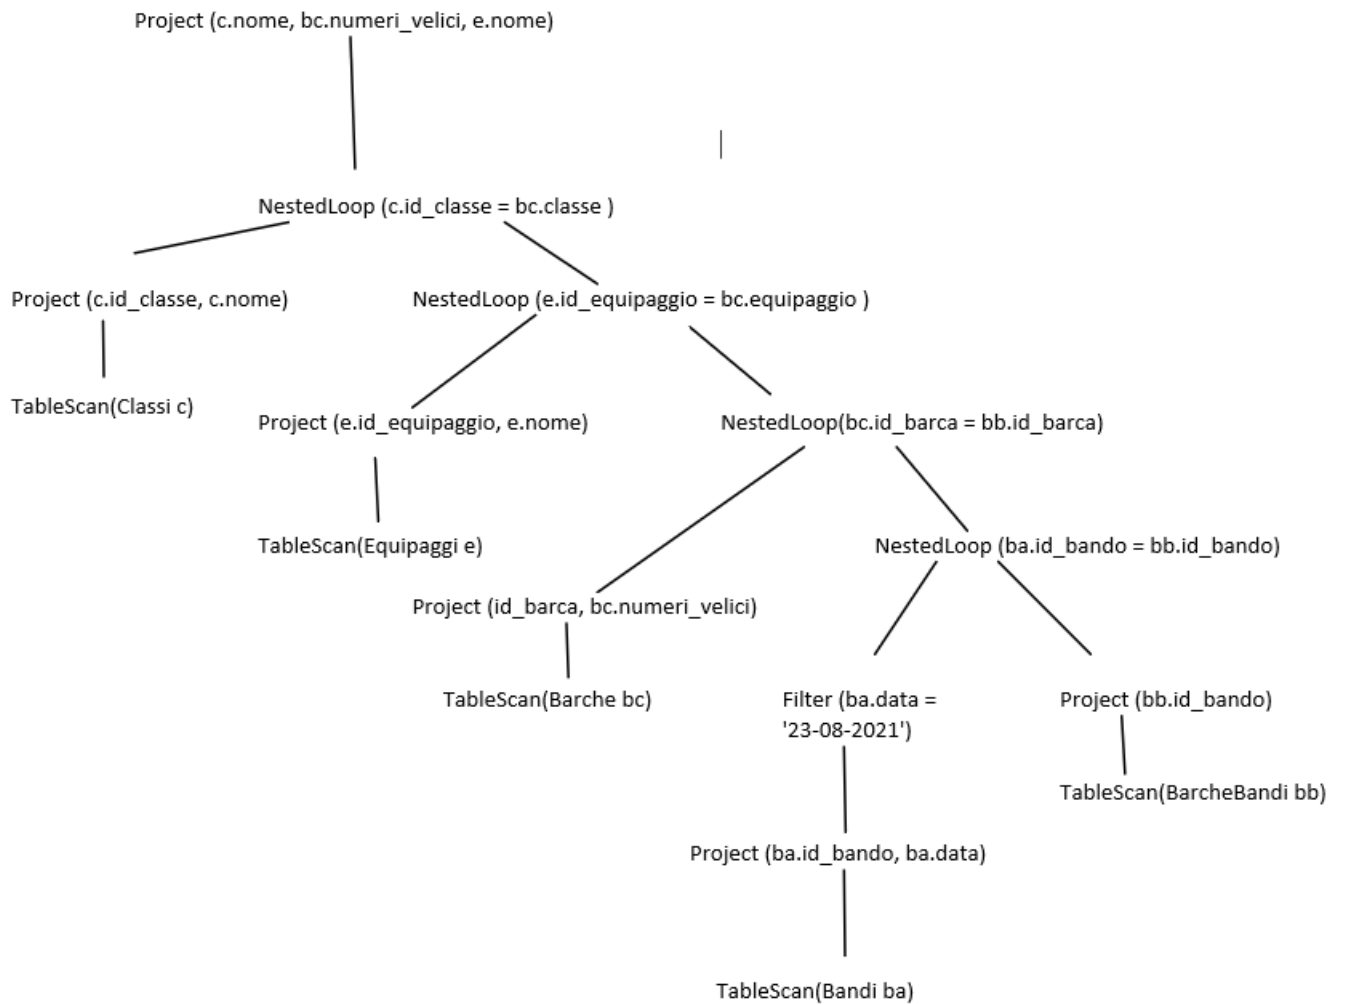 Project (c.nome, bc.numeri_velici, e.nome)
NestedLoop (c.id_classe = bc.classe )
Project (c.id_classe, c.nome)
NestedLoop (e.id_equipaggio = bc.equipaggio )
TableScan(Classi c)
Project (e.id_equipaggio, e.nome)
NestedLoop(bc.id_barca = bb.id_barca)
TableScan(Equipaggi e)
NestedLoop (ba.id_bando = bb.id_bando)
Project (id_barca, bc.numeri_velici)
TableScan(Barche bc)
Filter (ba.data =
'23-08-2021')
Project (bb.id_bando)
TableScan(BarcheBandi bb)
Project (ba.id_bando, ba.data)
TableScan(Bandi ba)